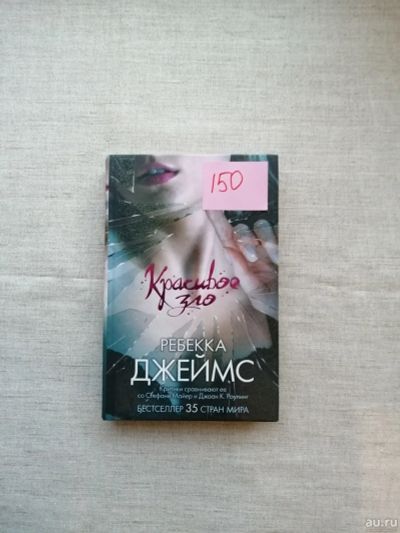 150
Красивое
зло
РЕБЕККА
ДЖЕЙМС
Критики сравнивают ее
со Стефани Майер и Джоан К. Роулинг
БЕСТСЕЛЛЕР 35 СТРАН МИРА
au.ru